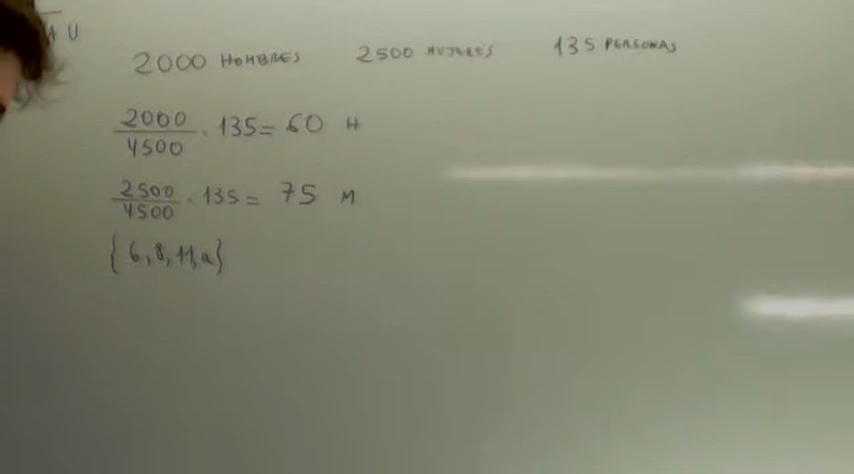 2000 HOMBRES 2500 MUJERES 135 PERSONAS
2000/4500 · 135 = 60 H
2500/4500 · 135 = 75 M
{6, 8, 11, a}